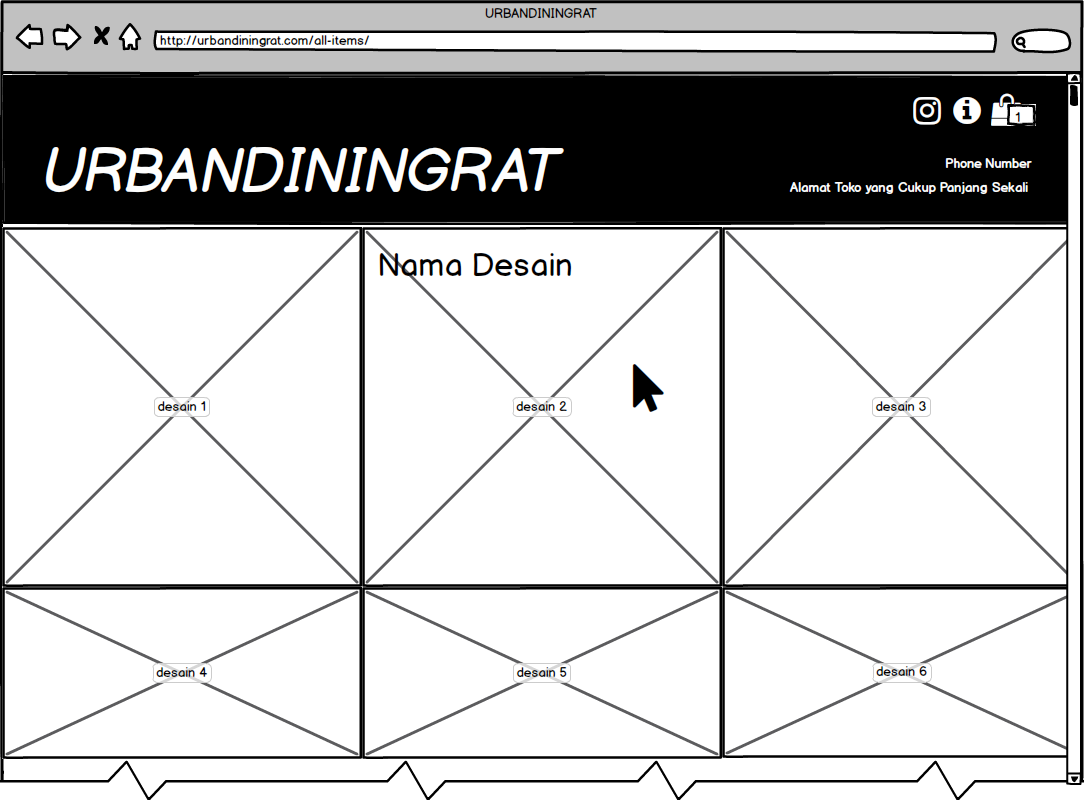 URBANDININGRAT
http://urbandiningrat.com/all-items/
1
URBANDININGRAT
Phone Number
Alamat Toko yang Cukup Panjang Sekali
Nama Desain
desain 1
desain 2
desain 3
desain 4
desain 5
desain 6